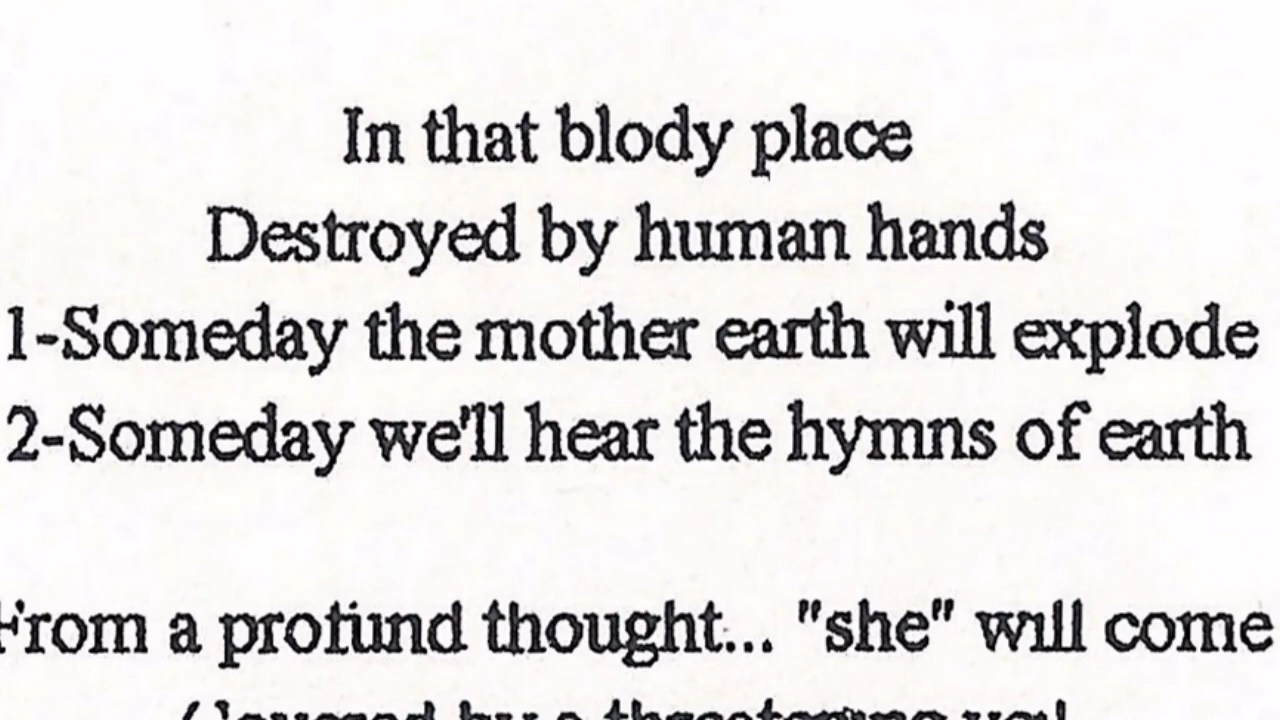 In that blody place
Destroyed by human hands
1-Someday the mother earth will explode
2-Someday we'll hear the hymns of earth
From a profund thought... "she" will come
by a